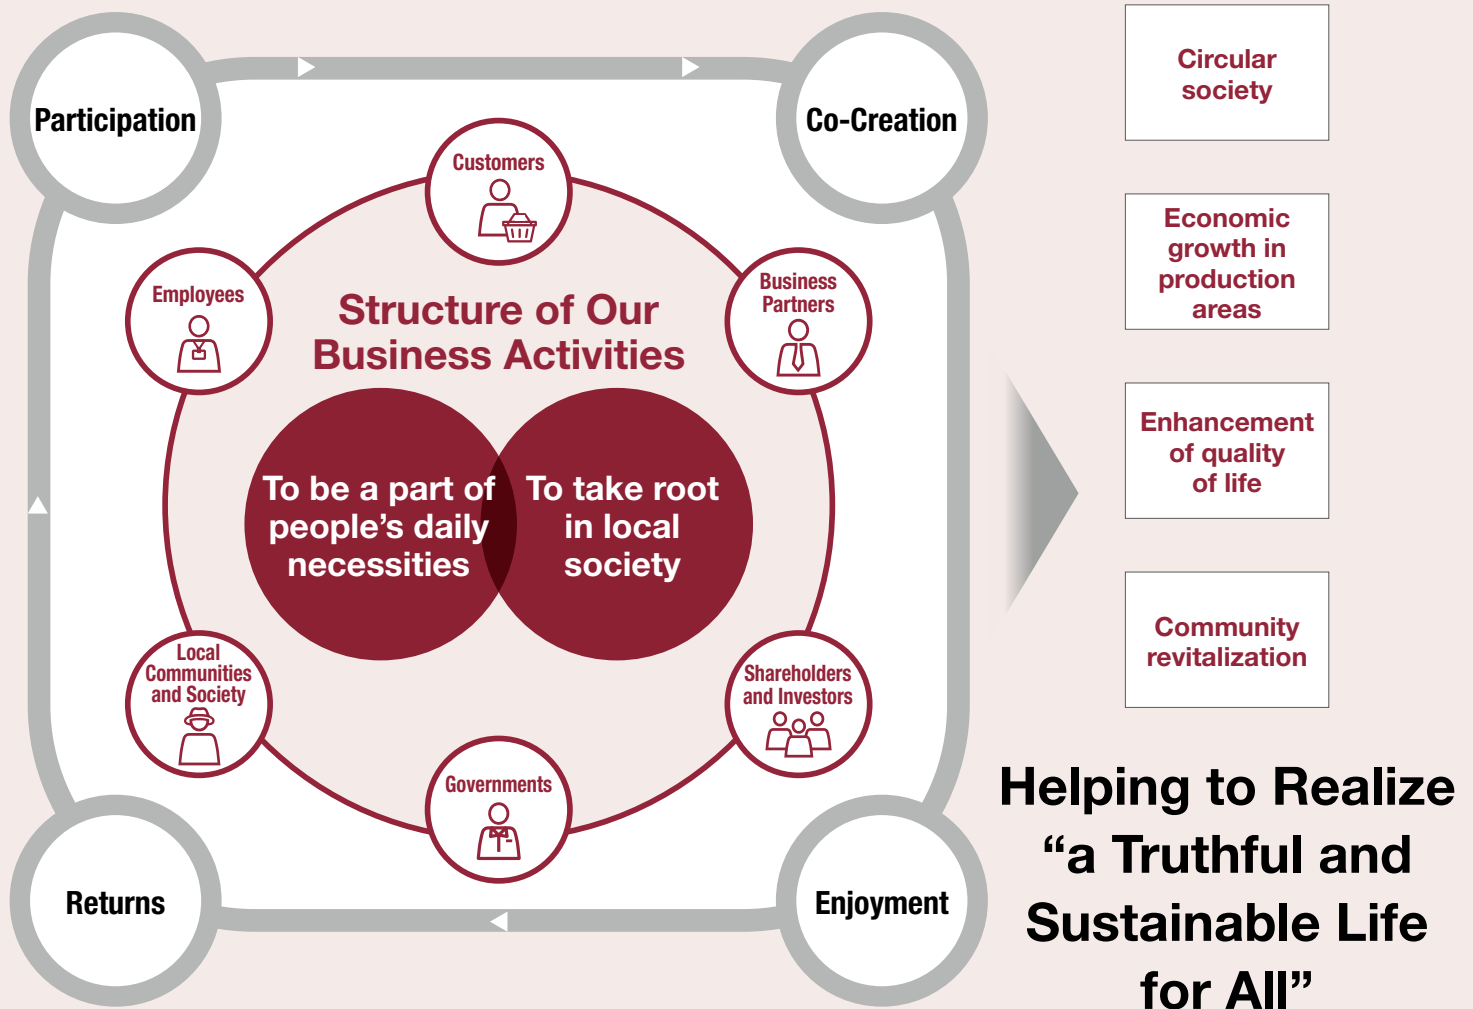 Participation
Co-Creation
Customers
Employees
Business
Partners
Structure of Our
Business Activities
To be a part of
people’s daily
necessities
To take root
in local
society
Local
Communities
and Society
Shareholders
and Investors
Governments
Returns
Enjoyment
Circular
society
Economic
growth in
production
areas
Enhancement
of quality
of life
Community
revitalization
Helping to Realize
“a Truthful and
Sustainable Life
for All”